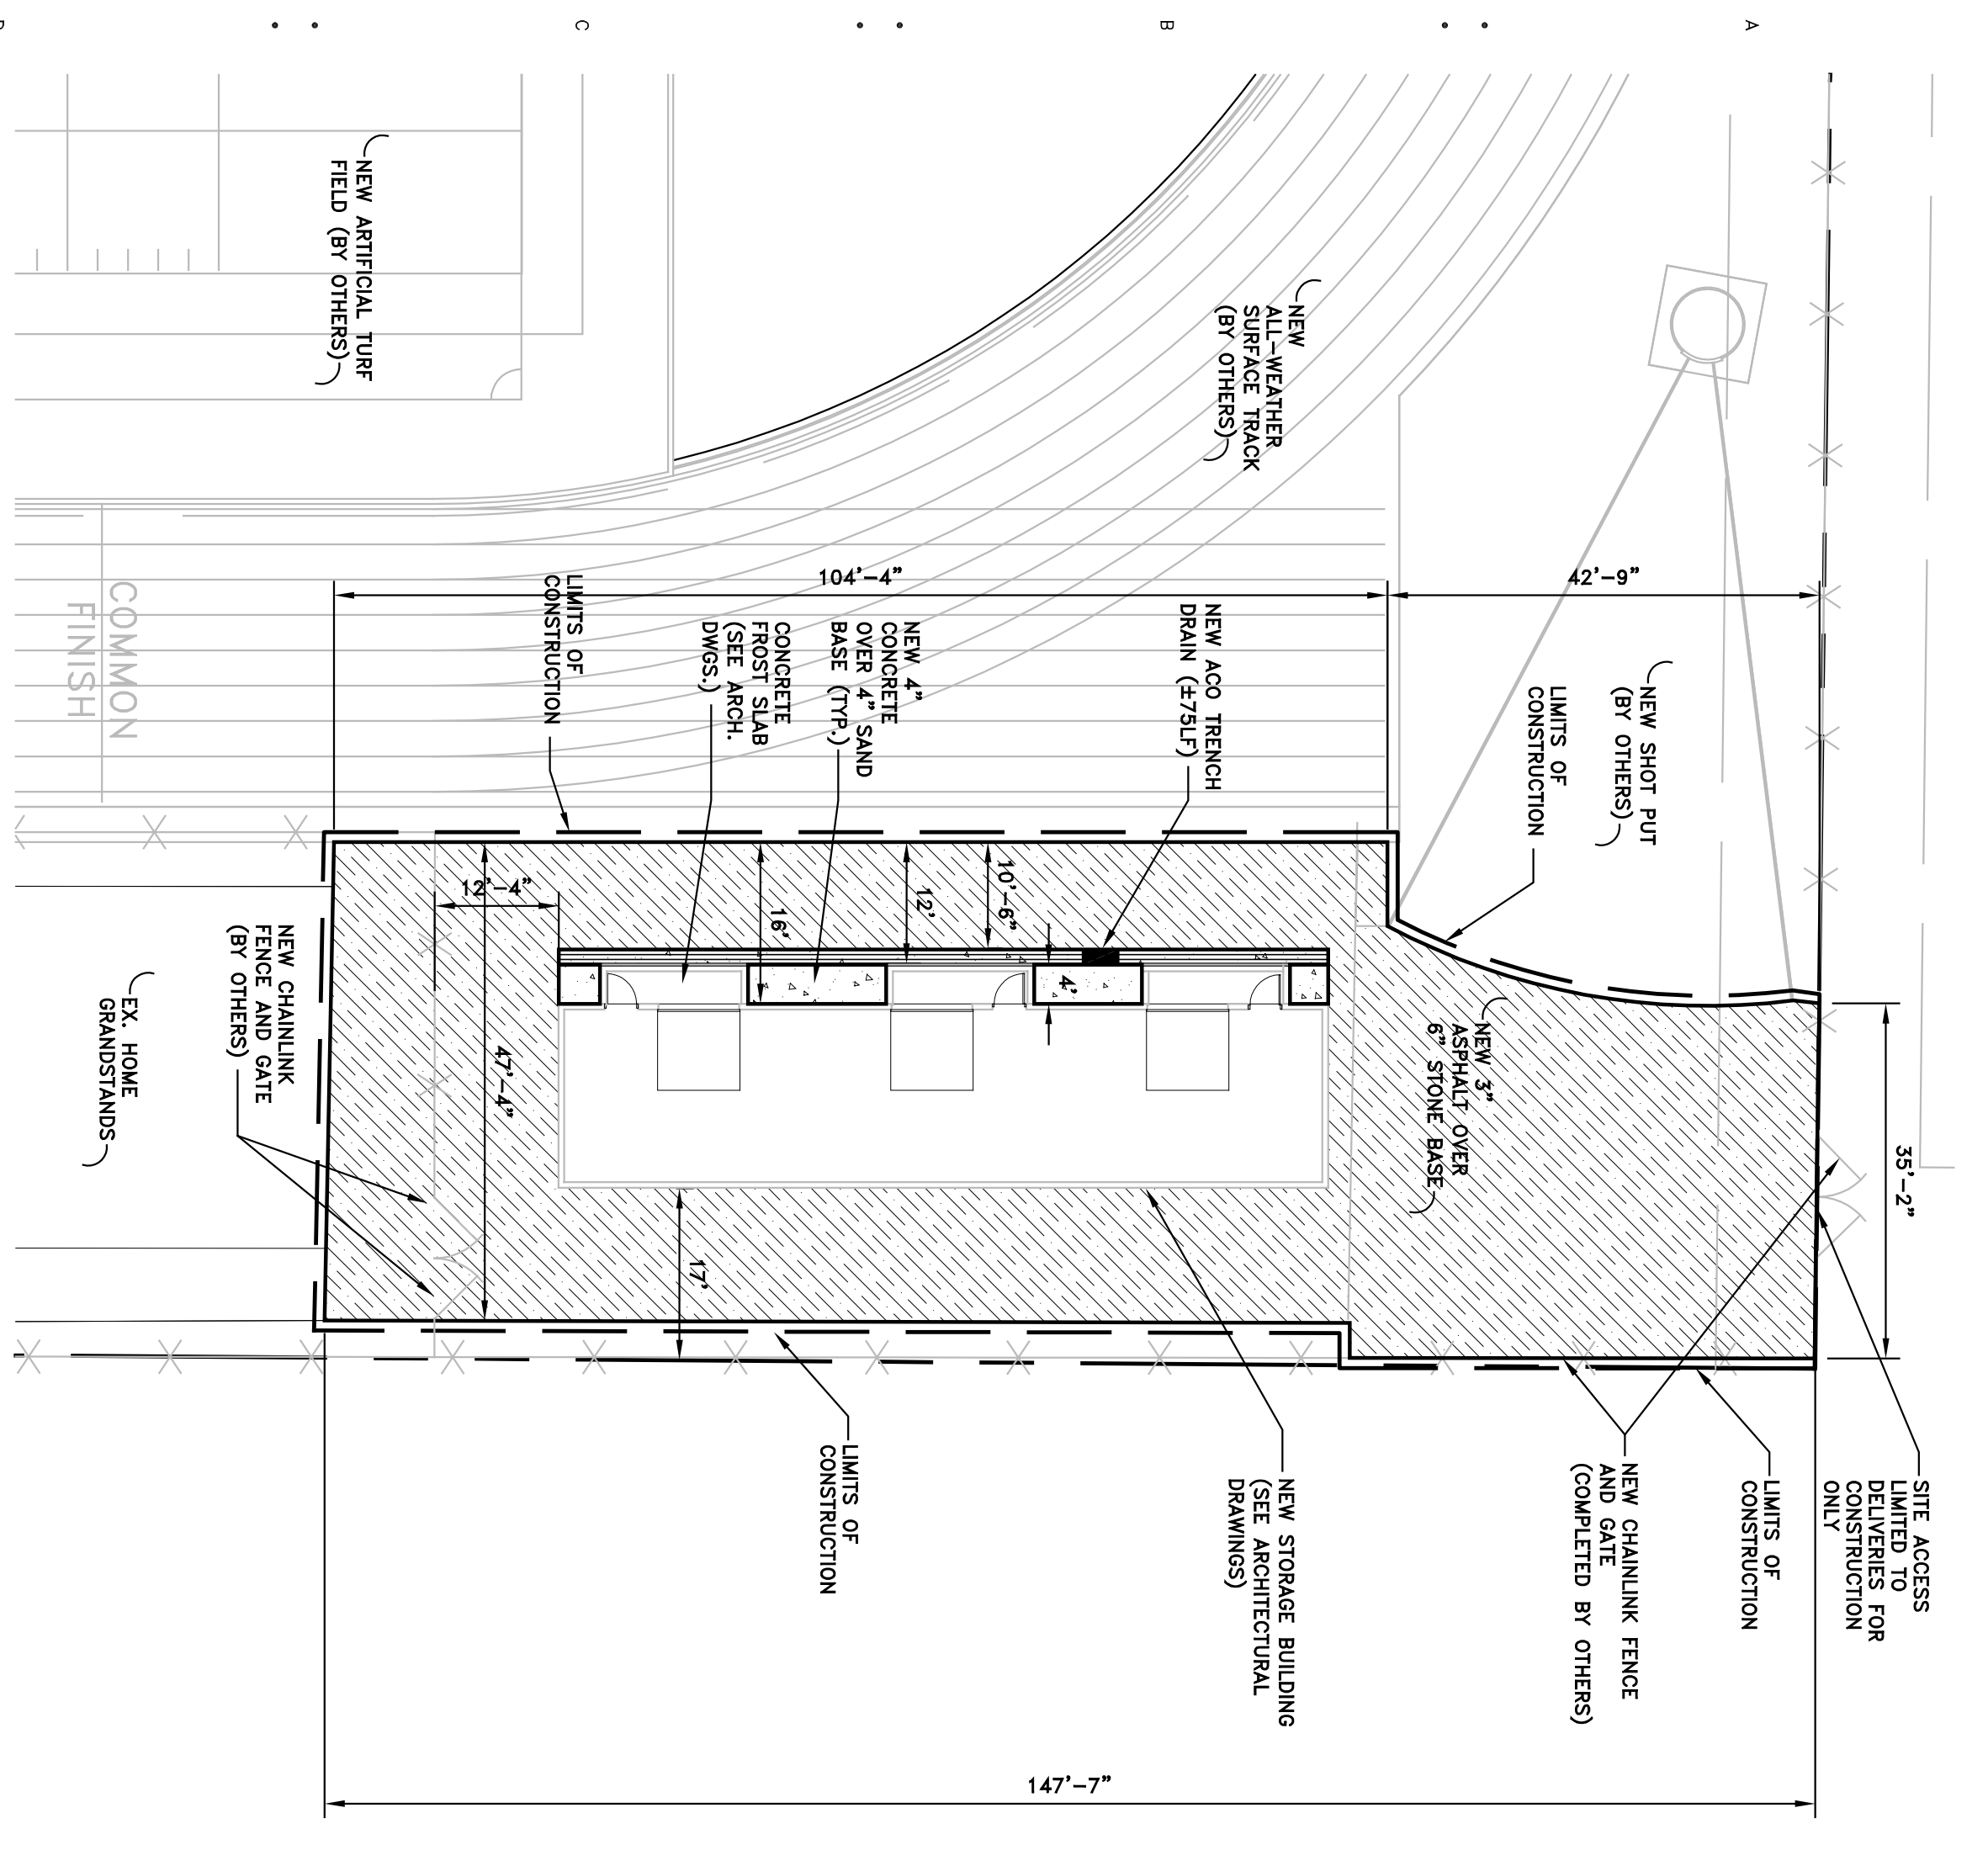 A
B
C
D
NEW ARTIFICIAL TURF
FIELD (BY OTHERS)
NEW
ALL-WEATHER
SURFACE TRACK
(BY OTHERS)
COMMON
FINISH
LIMITS OF
CONSTRUCTION
104'-4"
42'-9"
CONCRETE
FROST SLAB
(SEE ARCH.
DWGS.)
NEW 4"
CONCRETE
OVER 4" SAND
BASE (TYP.)
NEW ACO TRENCH
DRAIN (±75LF)
LIMITS OF
CONSTRUCTION
NEW SHOT PUT
(BY OTHERS)
12'-4"
16'
12'
10'-6"
4'
47'-4"
17'
NEW 3"
ASPHALT OVER
6" STONE BASE
35'-2"
NEW CHAINLINK
FENCE AND GATE
(BY OTHERS)
EX. HOME
GRANDSTANDS
LIMITS OF
CONSTRUCTION
NEW STORAGE BUILDING
(SEE ARCHITECTURAL
DRAWINGS)
NEW CHAINLINK FENCE
AND GATE
(COMPLETED BY OTHERS)
LIMITS OF
CONSTRUCTION
SITE ACCESS
LIMITED TO
DELIVERIES FOR
CONSTRUCTION
ONLY
147'-7"